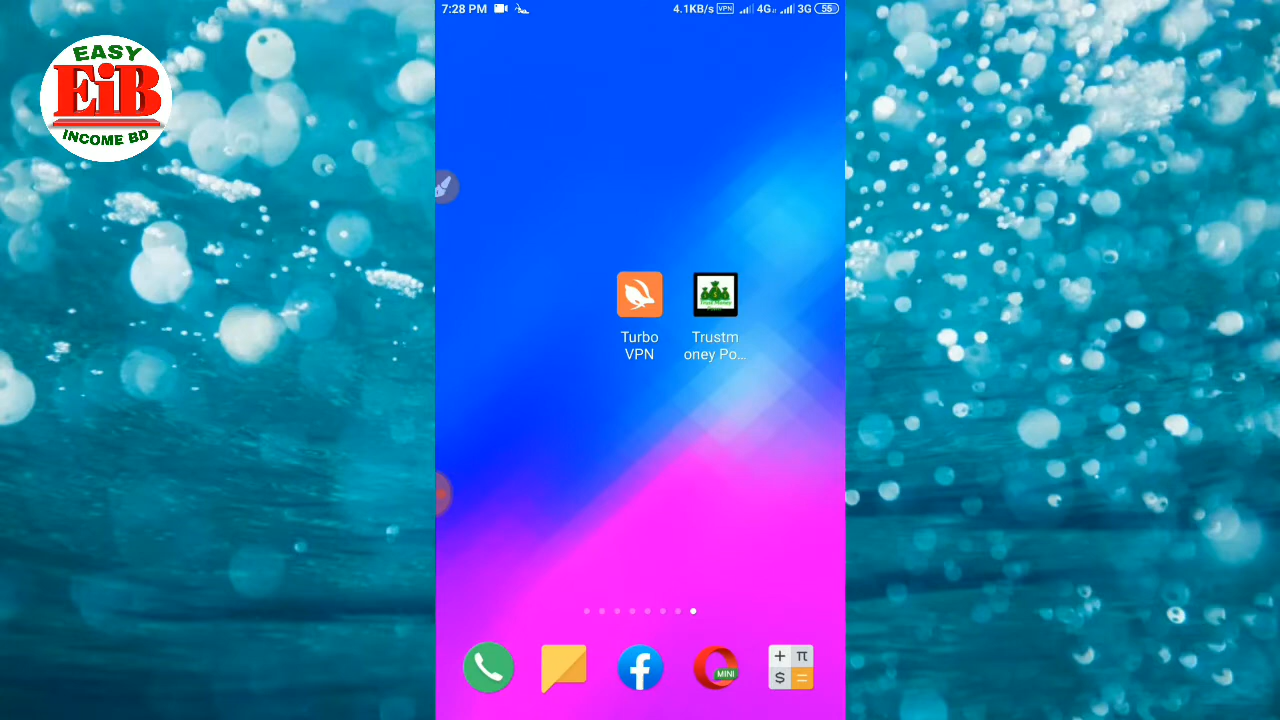 EASY
EiB
INCOME BD
7:28 PM
4.1KB/s VPN 4G 3G 55
Turbo
VPN
Trustm
oney Po...
MINI
+ π
$ =